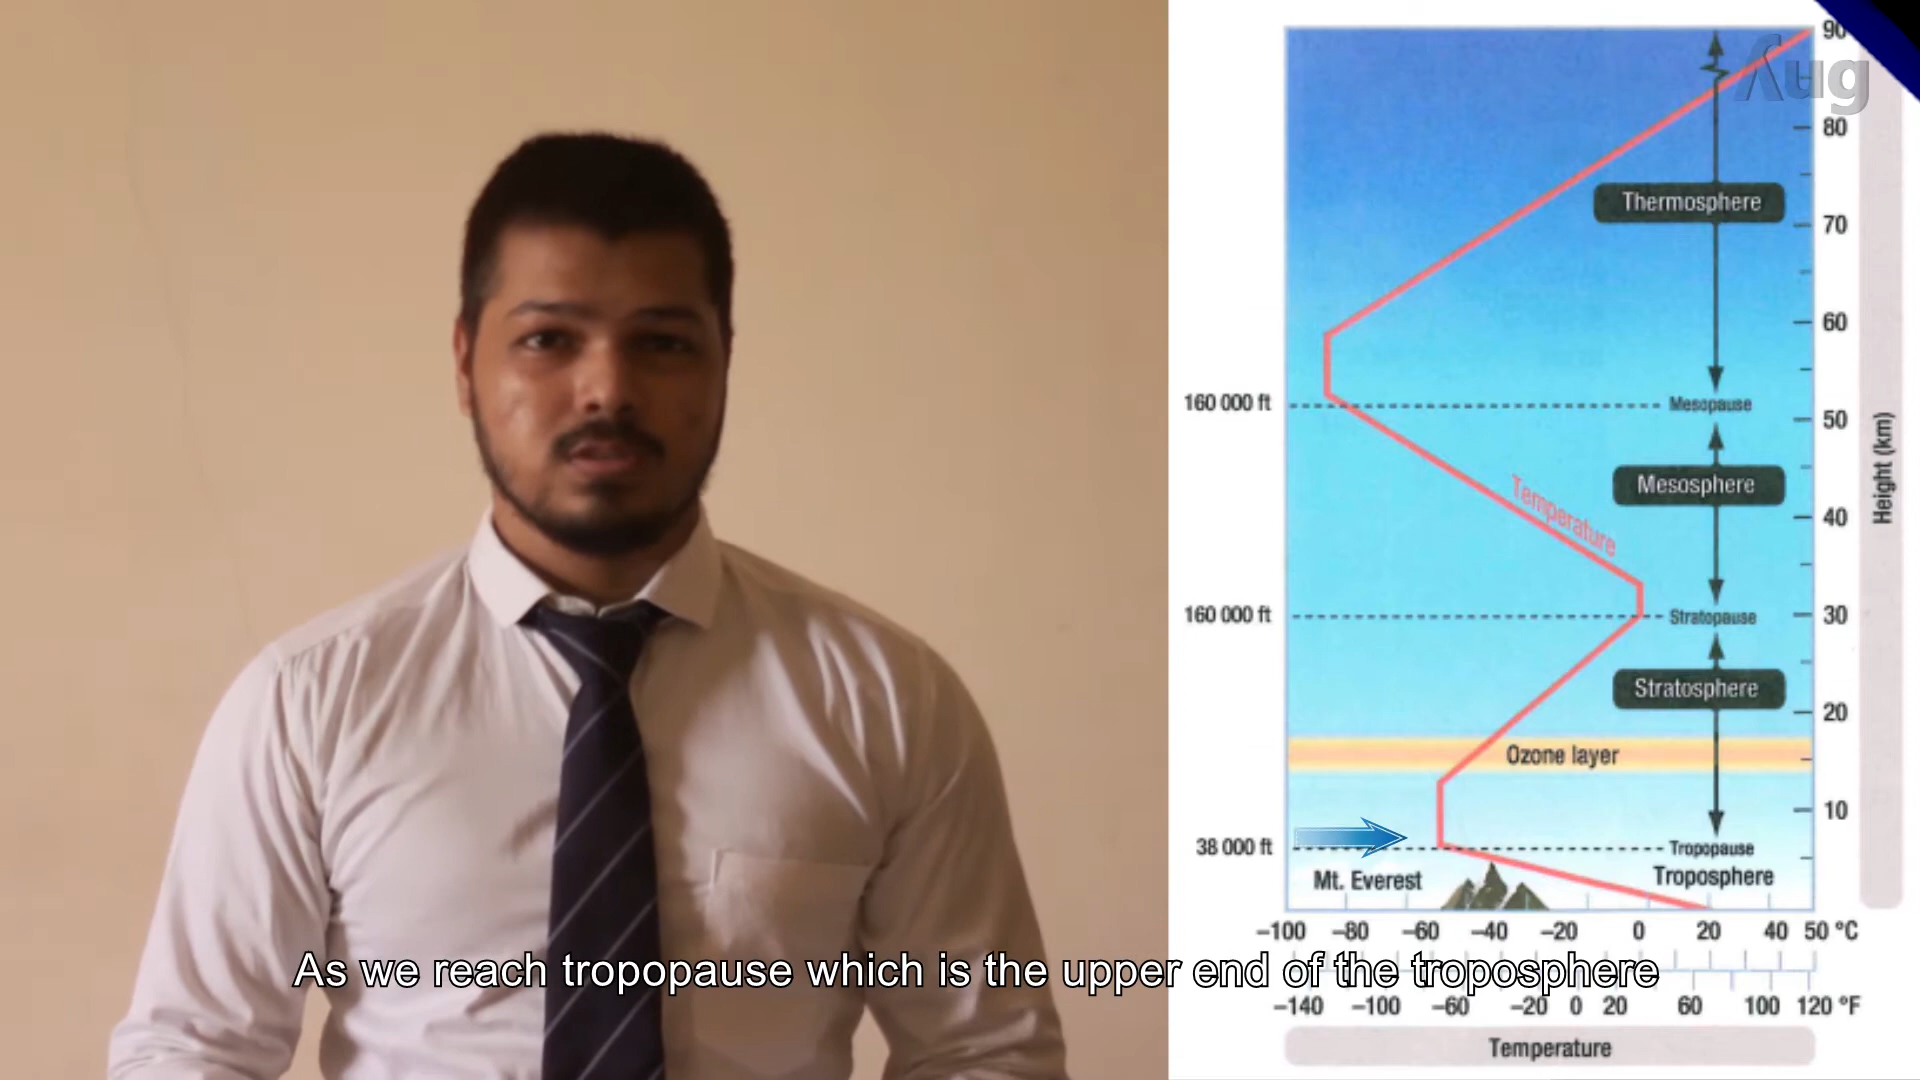 90
Aug
80
Thermosphere
70
60
160 000 ft
Mesopause
50
Mesosphere
Height (km)
Temperature
40
160 000 ft
Stratopause
30
Stratosphere
20
Ozone layer
10
38 000 ft
Tropopause
Mt. Everest
Troposphere
–100 –80 –60 –40 –20 0 20 40 50 °C
As we reach tropopause which is the upper end of the troposphere
–140 –100 –60 –20 0 20 60 100 120 °F
Temperature